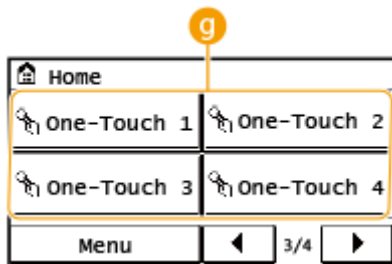 g
Home
One-Touch 1 One-Touch 2
One-Touch 3 One-Touch 4
Menu 3/4